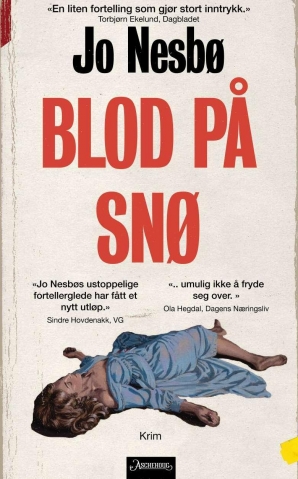 «En liten fortelling som gjør stort inntrykk.»
Torbjørn Ekelund, Dagbladet
Jo Nesbø
BLOD PÅ
SNØ
«Jo Nesbøs ustoppelige
fortellerglede har fått et
nytt utløp.»
Sindre Hovdenakk, VG
«.. umulig ikke å fryde
seg over. »
Ola Hegdal, Dagens Næringsliv
Krim
ASCHEHOUG